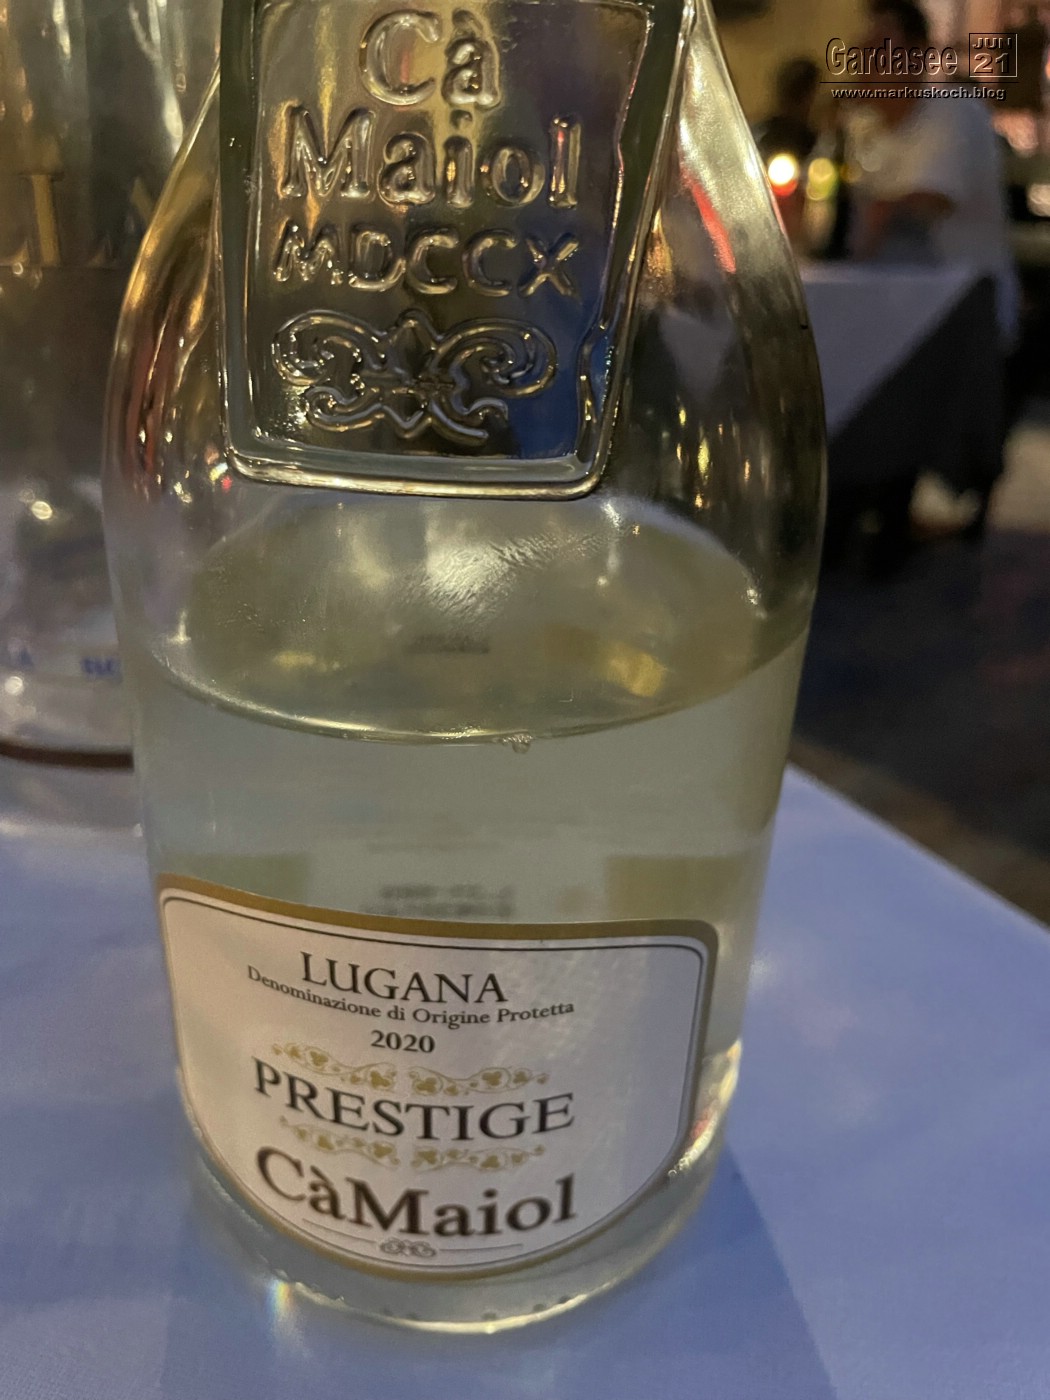 Gardasee JUN 21
www.markuskoch.blog
Cà
Maiol
MDCCX
LUGANA
Denominazione di Origine Protetta
2020
PRESTIGE
CàMaiol